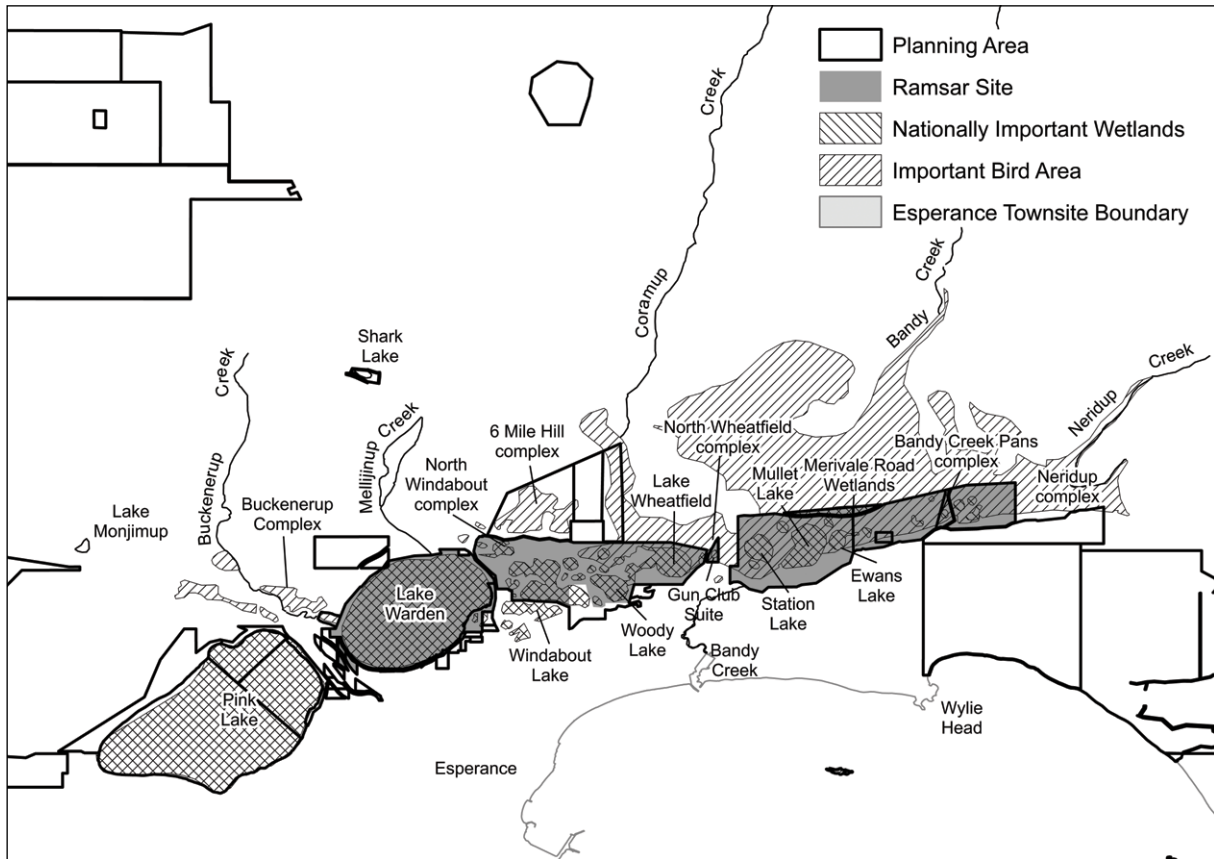 Planning Area
Ramsar Site
Nationally Important Wetlands
Important Bird Area
Esperance Townsite Boundary
Creek
Coramup
Creek
Bandy
Creek
Neridup
Shark
Lake
Creek
Buckenerup
Creek
Mellijinup
6 Mile Hill
complex
North
Windabout
complex
North Wheatfield
complex
Lake
Wheatfield
Mullet
Lake
Merivale Road
Wetlands
Bandy Creek Pans
complex
Neridup
complex
Lake
Monjimup
Buckenerup
Complex
Lake
Warden
Gun Club
Suite
Station
Lake
Ewans
Lake
Woody
Lake
Windabout
Lake
Bandy
Creek
Pink
Lake
Wylie
Head
Esperance